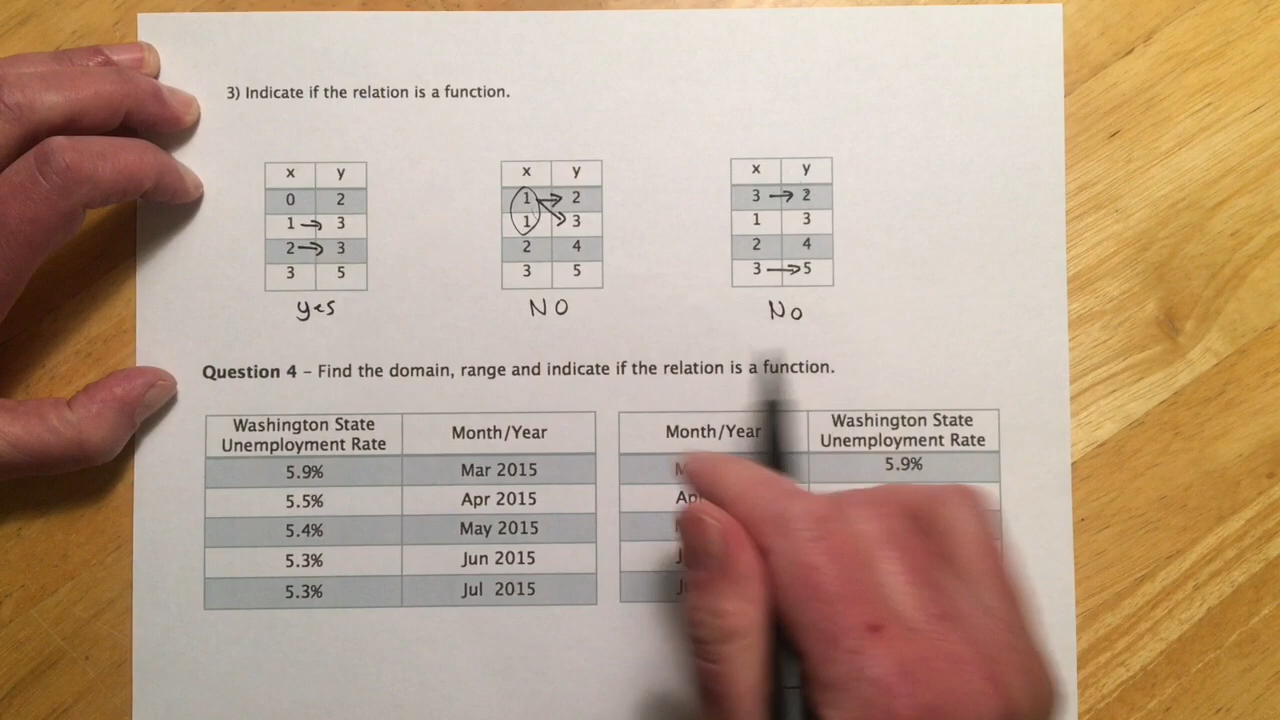 3) Indicate if the relation is a function.
x y
0 2
1 → 3
2 → 3
3 5
yes
x y
1 → 2
1 3
2 4
3 5
NO
x y
3 → 2
1 3
2 4
3 → 5
No
Question 4 – Find the domain, range and indicate if the relation is a function.
Washington State
Unemployment Rate
Month/Year
5.9% Mar 2015
5.5% Apr 2015
5.4% May 2015
5.3% Jun 2015
5.3% Jul 2015
Month/Year
Washington State
Unemployment Rate
5.9%